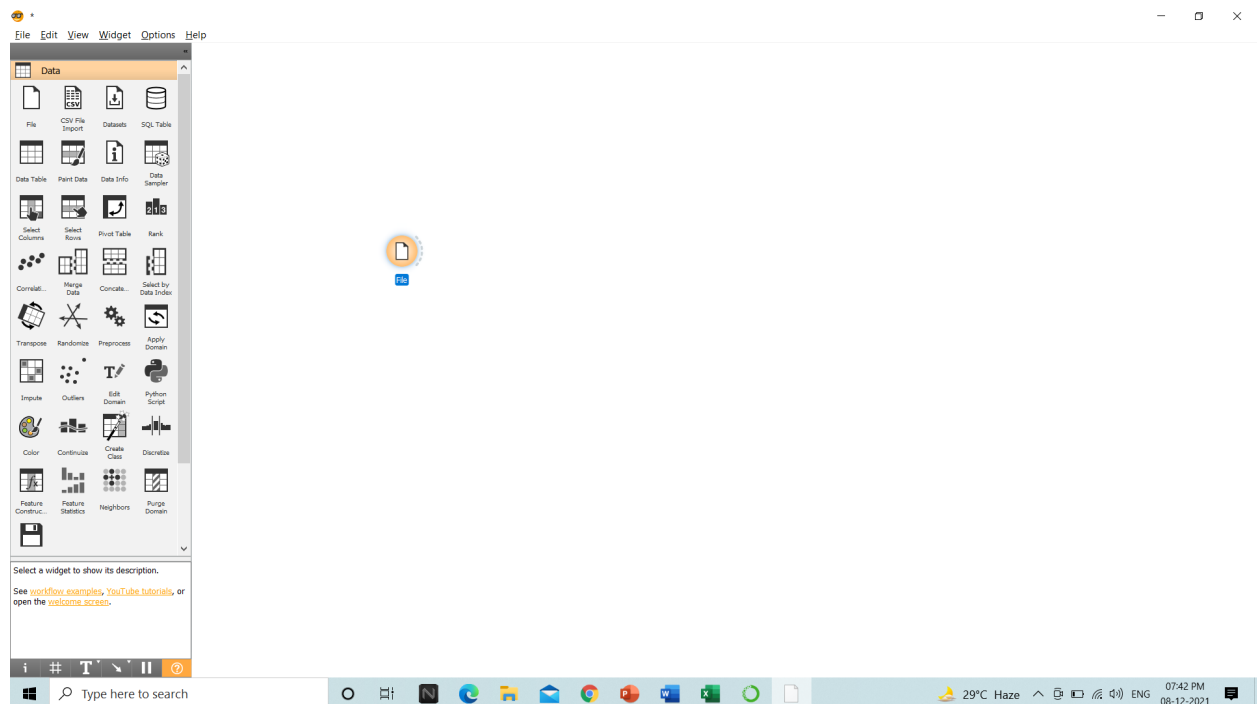 *
File Edit View Widget Options Help
Data
File
CSV File
Import
Datasets
SQL Table
Data Table
Paint Data
Data Info
Data
Sampler
Select
Columns
Select
Rows
Pivot Table
Rank
Correlati...
Merge
Data
Concate...
Select by
Data Index
Transpose
Randomize
Preprocess
Apply
Domain
Impute
Outliers
Edit
Domain
Python
Script
Color
Continuize
Create
Class
Discretize
Feature
Construc...
Feature
Statistics
Neighbors
Purge
Domain
File
Select a widget to show its description.
See workflow examples, YouTube tutorials, or
open the welcome screen.
Type here to search
29°C Haze
ENG
07:42 PM
08-12-2021